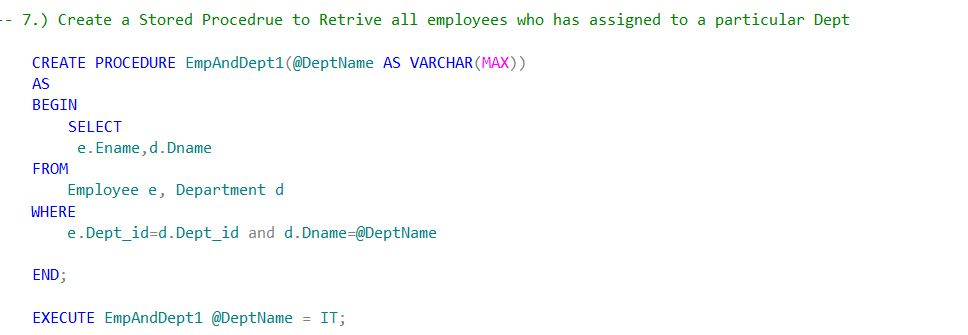 -- 7.) Create a Stored Procedrue to Retrive all employees who has assigned to a particular Dept
CREATE PROCEDURE EmpAndDept1(@DeptName AS VARCHAR(MAX))
AS
BEGIN
SELECT
e.Ename,d.Dname
FROM
Employee e, Department d
WHERE
e.Dept_id=d.Dept_id and d.Dname=@DeptName
END;
EXECUTE EmpAndDept1 @DeptName = IT;